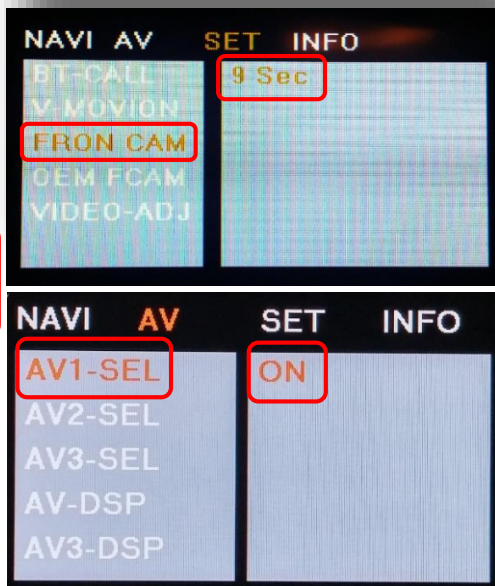 NAVI AV SET INFO
BT-CALL 9 Sec
V-MOVION
FRON CAM
OEM FCAM
VIDEO-ADJ
NAVI AV SET INFO
AV1-SEL ON
AV2-SEL
AV3-SEL
AV-DSP
AV3-DSP